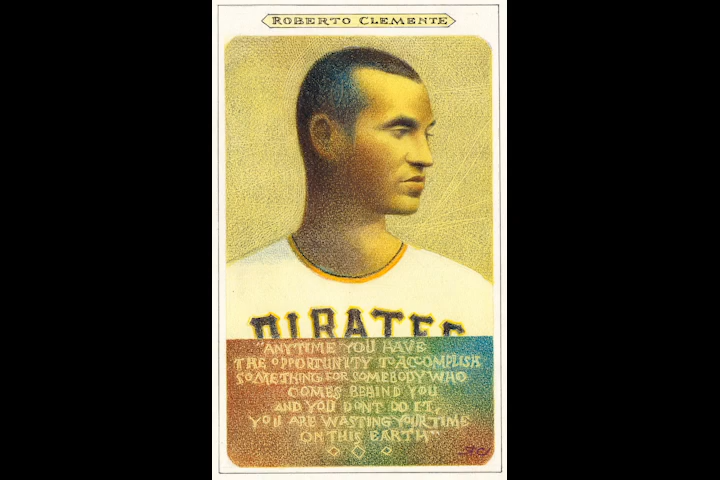 ROBERTO CLEMENTE
PIRATES
"ANYTIME YOU HAVE
THE OPPORTUNITY TO ACCOMPLISH
SOMETHING FOR SOMEBODY WHO
COMES BEHIND YOU
AND YOU DONT DO IT,
YOU ARE WASTING YOUR TIME
ON THIS EARTH"